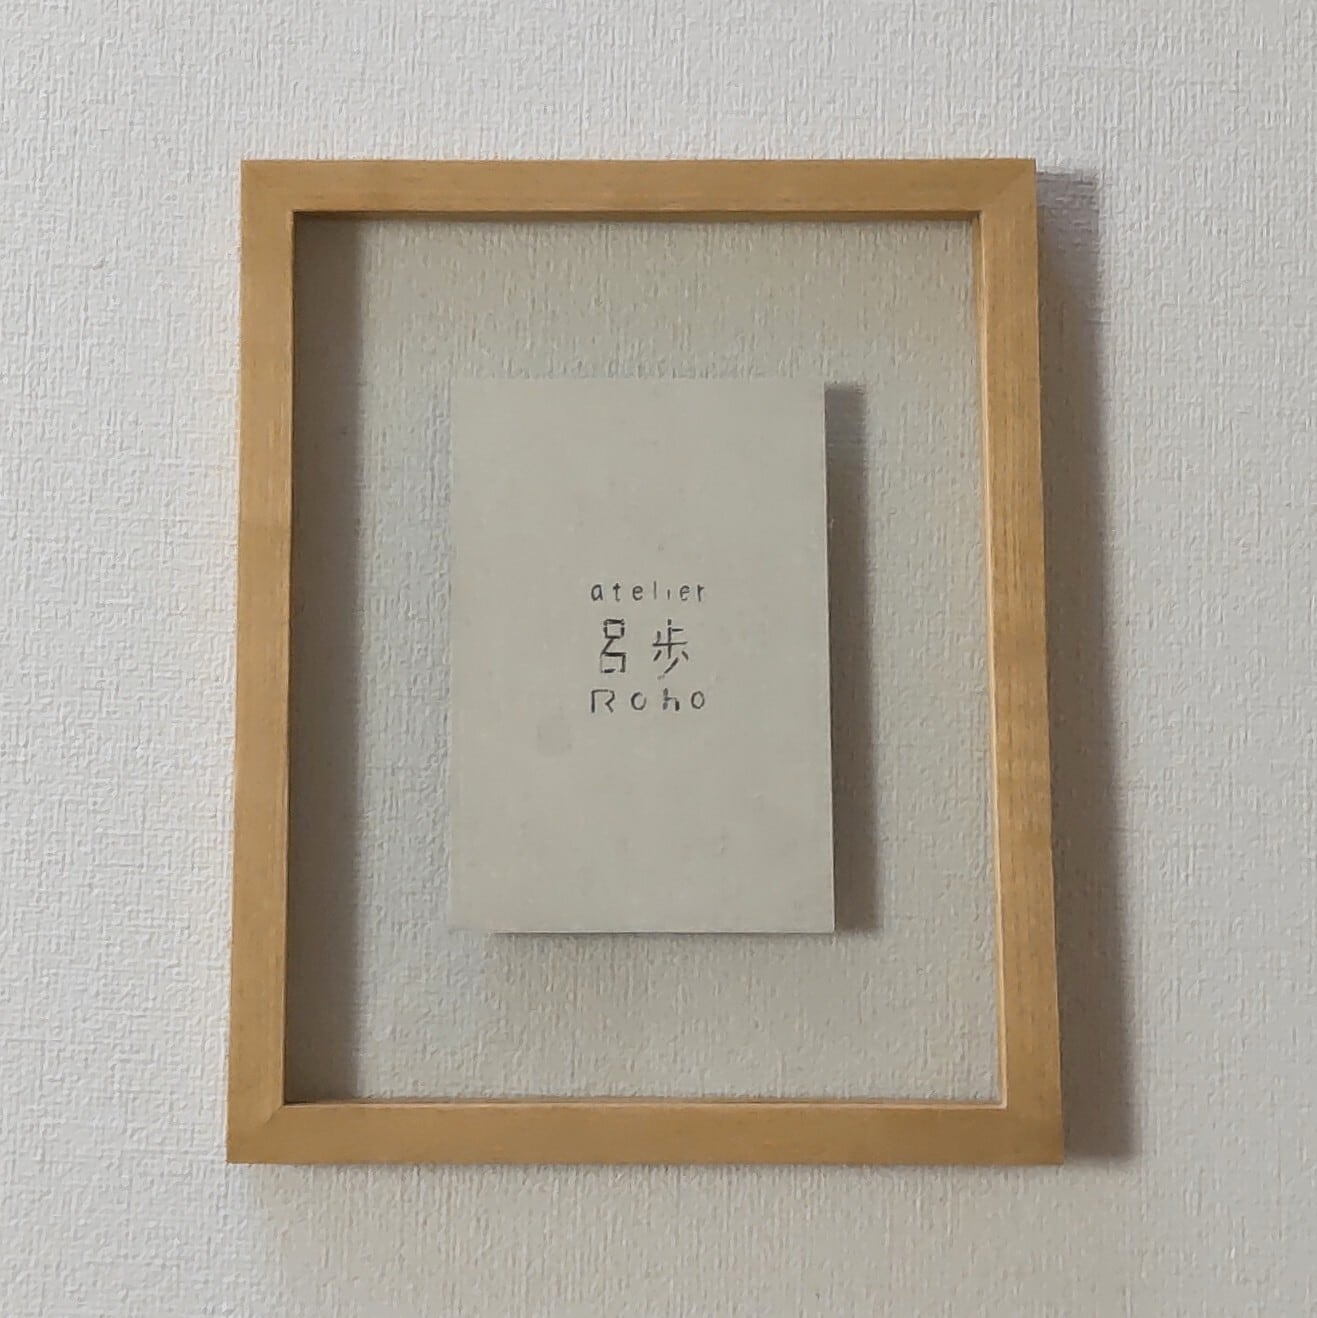 atelier
呂歩
Roho